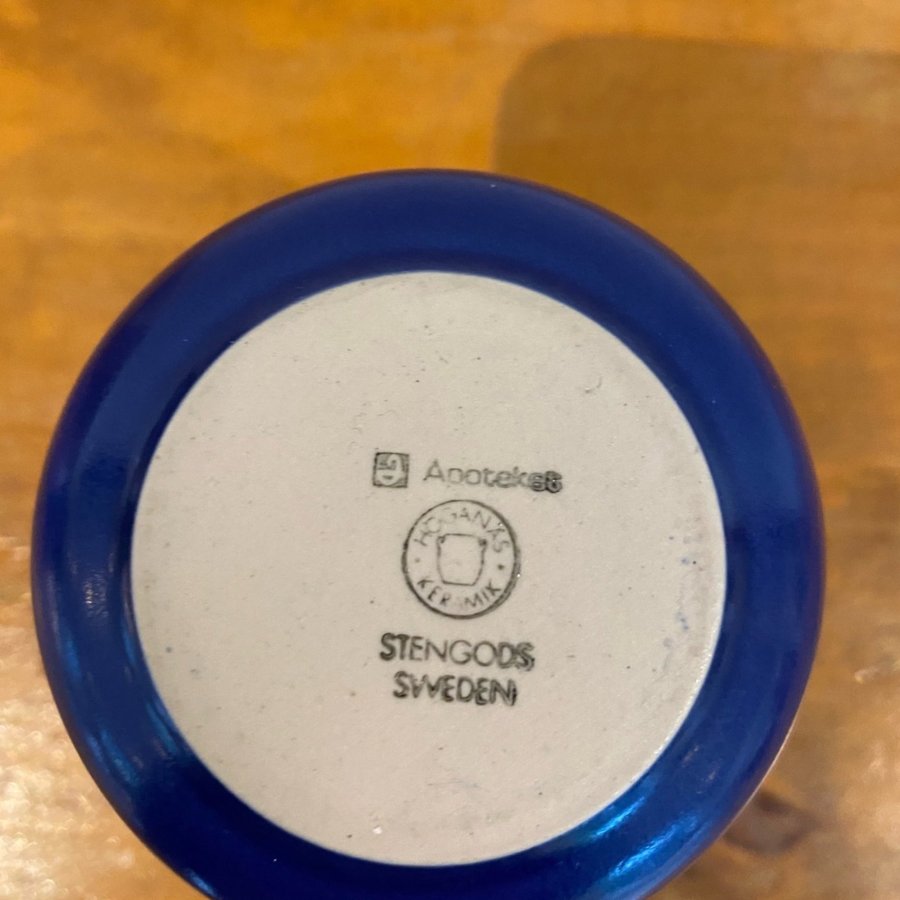 Apoteket
HÖGANÄS
KERAMIK
STENGODS
SWEDEN